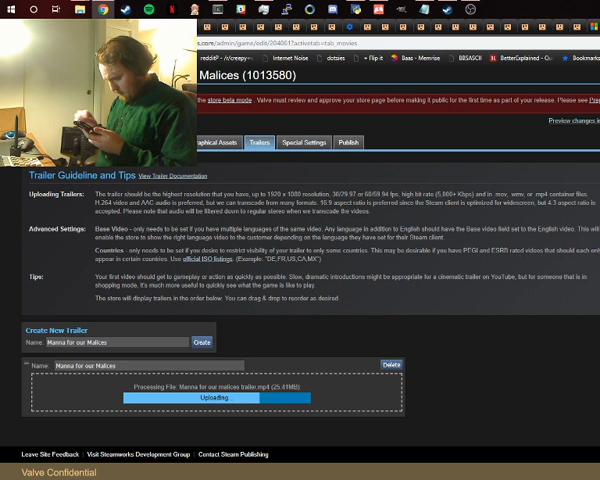 s.com/admin/game/edit/204061?activetab=tab_movies
redditP - /r/creepy+
Internet Noise
dotsies
+ Flip it
Baas - Memrise
BBSASCII
BetterExplained - Ou
Bookmarks
Malices (1013580)
the store beta mode. Valve must review and approve your store page before making it public for the first time as part of your release. Please see
Preview changes in
raphical Assets
Trailers
Special Settings
Publish
Trailer Guideline and Tips View Trailer Documentation
Uploading Trailers: The trailer should be the highest resolution that you have, up to 1920 x 1080 resolution, 30/29.97 or 60/59.94 fps, high bit rate (5,000+ Kbps) and in .mov, .wmv, or .mp4 container files.
H.264 video and AAC audio is preferred, but we can transcode from many formats. 16:9 aspect ratio is preferred since the Steam client is optimized for widescreen, but 4:3 aspect ratio is
accepted. Please note that audio will be filtered down to regular stereo when we transcode the videos.
Advanced Settings: Base Video - only needs to be set if you have multiple languages of the same video. Any language in addition to English should have the Base video field set to the English video. This will
enable the store to show the right language video to the customer depending on the language they have set for their Steam client.
Countries - only needs to be set if you need to restrict visibility of your trailer to only some countries. This may be desirable if you have PEGI and ESRB rated videos that should each only
appear in certain countries. Use official ISO listings. (Example: "DE,FR,US,CA,MX")
Tips: Your first video should get to gameplay or action as quickly as possible. Slow, dramatic introductions might be appropriate for a cinematic trailer on YouTube, but for someone that is in
shopping mode, it's much more useful to quickly see what the game is like to play.
The store will display trailers in the order below. You can drag & drop to reorder as desired
Create New Trailer
Name: Manna for our Malices Create
Name: Manna for our Malices Delete
Processing File: Manna for our malices trailer.mp4 (25.41MB)
Uploading...
Leave Site Feedback | Visit Steamworks Development Group | Contact Steam Publishing
Valve Confidential